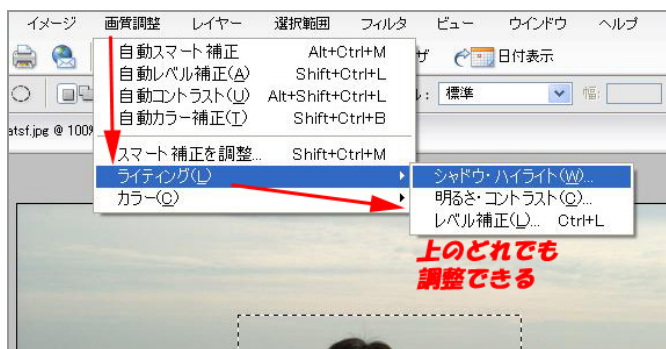 イメージ 画質調整 レイヤー 選択範囲 フィルタ ビュー ウインドウ ヘルプ
自動スマート補正 Alt+Ctrl+M
自動レベル補正(A) Shift+Ctrl+L
自動コントラスト(U) Alt+Shift+Ctrl+L
自動カラー補正(T) Shift+Ctrl+B
スマート補正を調整... Shift+Ctrl+M
ライティング(L)
カラー(C)
ザ 日付表示
: 標準 幅:
atsf.jpg @ 100%
シャドウ・ハイライト(W)...
明るさ・コントラスト(C)...
レベル補正(L)... Ctrl+L
上のどれでも
調整できる